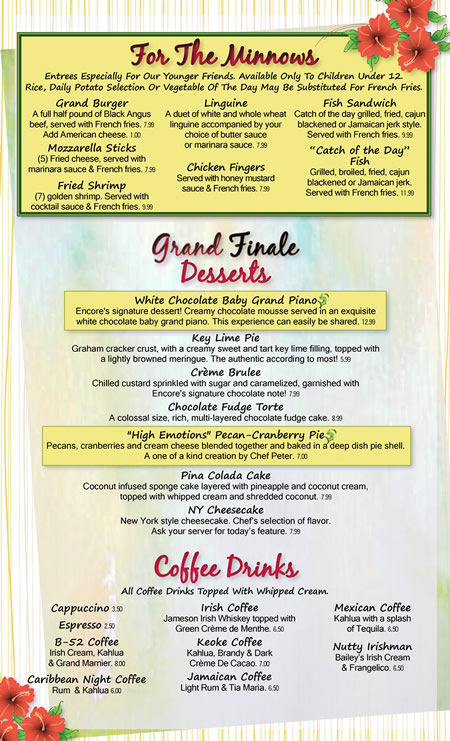 For The Minnows
Entrees Especially For Our Younger Friends. Available Only To Children Under 12.
Rice, Daily Potato Selection Or Vegetable Of The Day May Be Substituted For French Fries.
Grand Burger
A full half pound of Black Angus
beef, served with French fries. 7.99
Add American cheese. 1.00
Mozzarella Sticks
(5) Fried cheese, served with
marinara sauce & French fries. 7.99
Fried Shrimp
(7) golden shrimp. Served with
cocktail sauce & French fries. 9.99
Linguine
A duet of white and whole wheat
linguine accompanied by your
choice of butter sauce
or marinara sauce. 7.99
Chicken Fingers
Served with honey mustard
sauce & French fries. 7.99
Fish Sandwich
Catch of the day grilled, fried, cajun
blackened or Jamaican jerk style.
Served with French fries. 9.99
“Catch of the Day”
Fish
Grilled, broiled, fried, cajun
blackened or Jamaican jerk.
Served with French fries. 11.99
Grand Finale
Desserts
White Chocolate Baby Grand Piano
Encore's signature dessert! Creamy chocolate mousse served in an exquisite
white chocolate baby grand piano. This experience can easily be shared. 12.99
Key Lime Pie
Graham cracker crust, with a creamy sweet and tart key lime filling, topped with
a lightly browned meringue. The authentic according to most! 5.99
Crème Brulee
Chilled custard sprinkled with sugar and caramelized, garnished with
Encore's signature chocolate note! 7.99
Chocolate Fudge Torte
A colossal size, rich, multi-layered chocolate fudge cake. 8.99
"High Emotions" Pecan-Cranberry Pie
Pecans, cranberries and cream cheese blended together and baked in a deep dish pie shell.
A one of a kind creation by Chef Peter. 7.00
Pina Colada Cake
Coconut infused sponge cake layered with pineapple and coconut cream,
topped with whipped cream and shredded coconut. 7.99
NY Cheesecake
New York style cheesecake. Chef's selection of flavor.
Ask your server for today's feature. 7.99
Coffee Drinks
All Coffee Drinks Topped With Whipped Cream.
Cappuccino 3.50
Espresso 2.50
B-52 Coffee
Irish Cream, Kahlua
& Grand Marnier. 8.00
Caribbean Night Coffee
Rum & Kahlua 6.00
Irish Coffee
Jameson Irish Whiskey topped with
Green Crème de Menthe. 6.50
Keoke Coffee
Kahlua, Brandy & Dark
Crème De Cacao. 7.00
Jamaican Coffee
Light Rum & Tia Maria. 6.50
Mexican Coffee
Kahlua with a splash
of Tequila. 6.50
Nutty Irishman
Bailey's Irish Cream
& Frangelico. 6.50